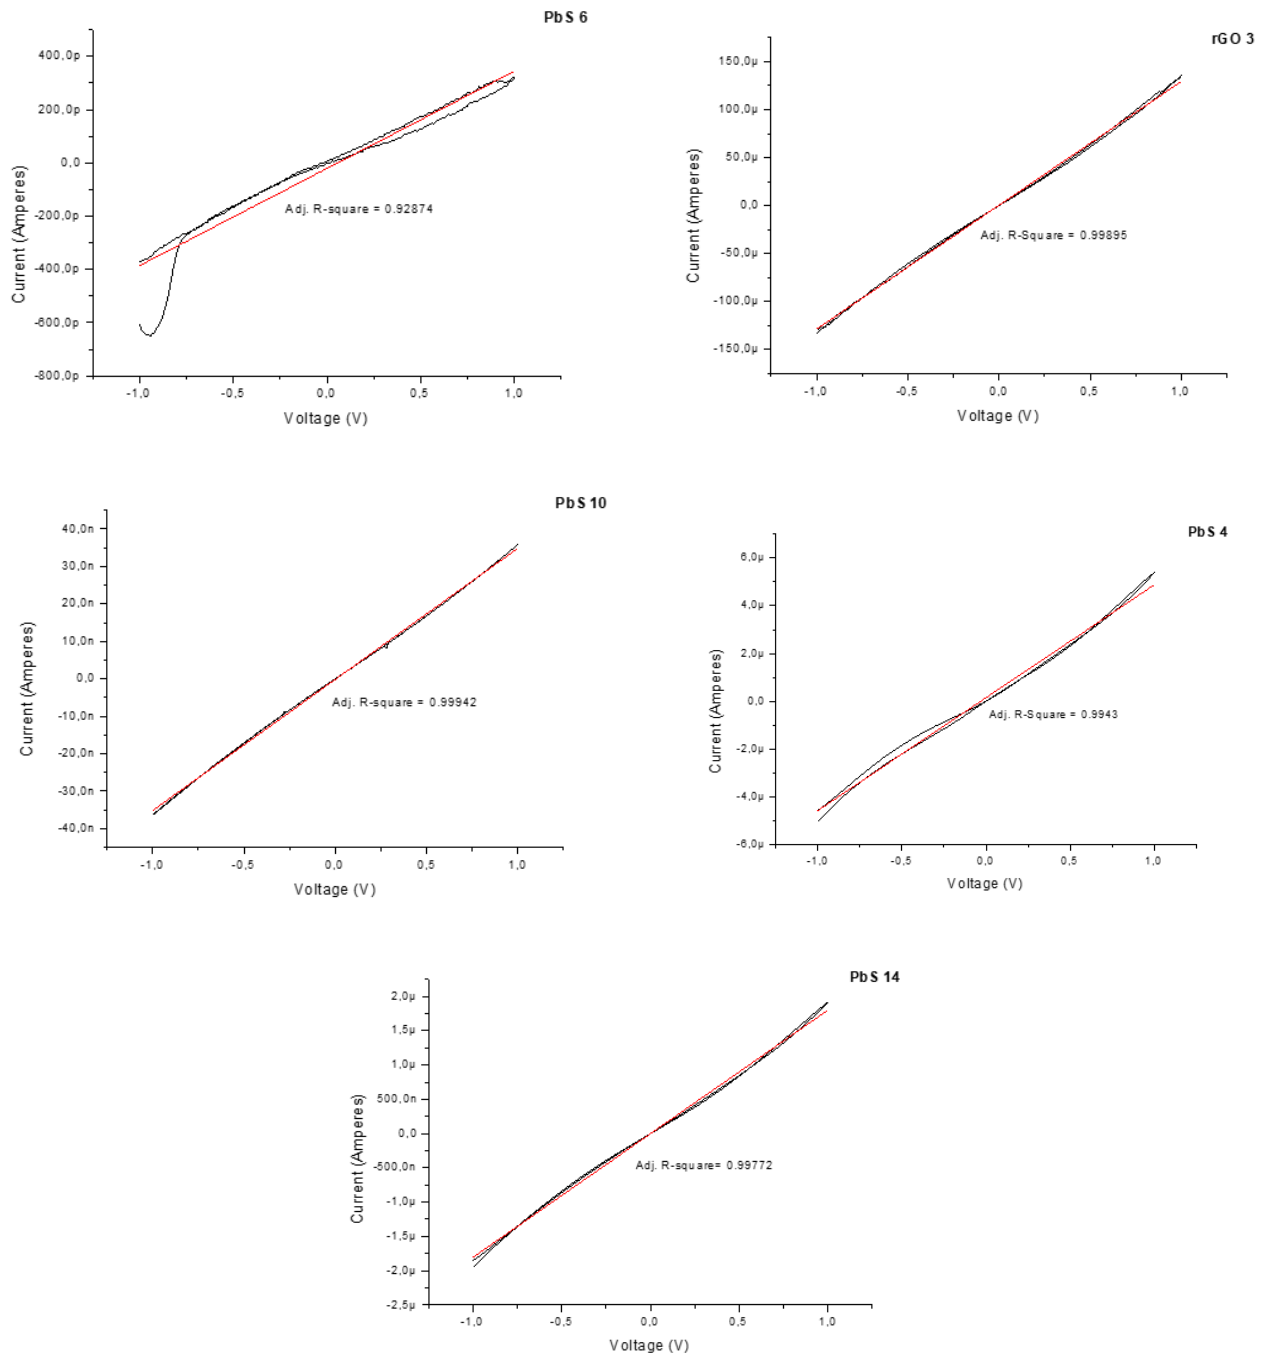 PbS 6
400,0p
200,0p
0,0
-200,0p
-400,0p
-600,0p
-800,0p
Current (Amperes)
Adj. R-square = 0.92874
-1,0 -0,5 0,0 0,5 1,0
Voltage (V)
rGO 3
150,0µ
100,0µ
50,0µ
0,0
-50,0µ
-100,0µ
-150,0µ
Current (Amperes)
Adj. R-Square = 0.99895
-1,0 -0,5 0,0 0,5 1,0
Voltage (V)
PbS 10
40,0n
30,0n
20,0n
10,0n
0,0
-10,0n
-20,0n
-30,0n
-40,0n
Current (Amperes)
Adj. R-square = 0.99942
-1,0 -0,5 0,0 0,5 1,0
Voltage (V)
PbS 4
6,0µ
4,0µ
2,0µ
0,0
-2,0µ
-4,0µ
-6,0µ
Current (Amperes)
Adj. R-Square = 0.9943
-1,0 -0,5 0,0 0,5 1,0
Voltage (V)
PbS 14
2,0µ
1,5µ
1,0µ
500,0n
0,0
-500,0n
-1,0µ
-1,5µ
-2,0µ
-2,5µ
Current (Amperes)
Adj. R-square= 0.99772
-1,0 -0,5 0,0 0,5 1,0
Voltage (V)